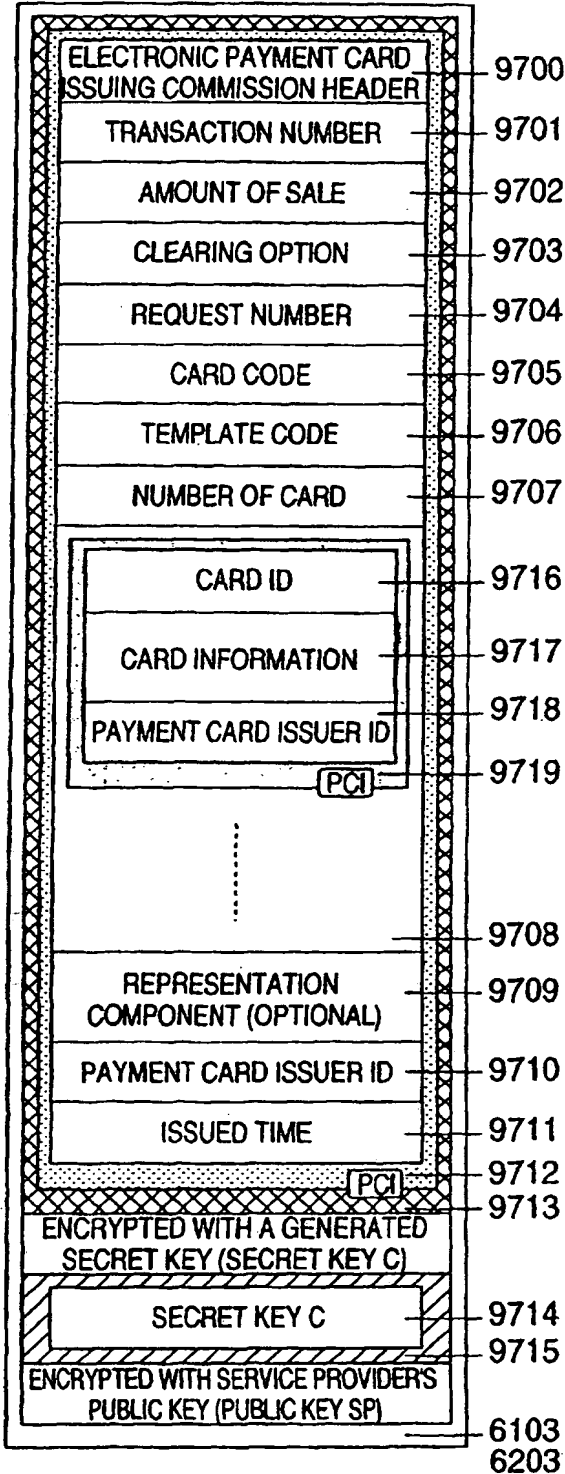 ELECTRONIC PAYMENT CARD
ISSUING COMMISSION HEADER
9700
TRANSACTION NUMBER
9701
AMOUNT OF SALE
9702
CLEARING OPTION
9703
REQUEST NUMBER
9704
CARD CODE
9705
TEMPLATE CODE
9706
NUMBER OF CARD
9707
CARD ID
9716
CARD INFORMATION
9717
PAYMENT CARD ISSUER ID
9718
PCI
9719
9708
REPRESENTATION
COMPONENT (OPTIONAL)
9709
PAYMENT CARD ISSUER ID
9710
ISSUED TIME
9711
PCI
9712
9713
ENCRYPTED WITH A GENERATED
SECRET KEY (SECRET KEY C)
SECRET KEY C
9714
9715
ENCRYPTED WITH SERVICE PROVIDER'S
PUBLIC KEY (PUBLIC KEY SP)
6103
6203